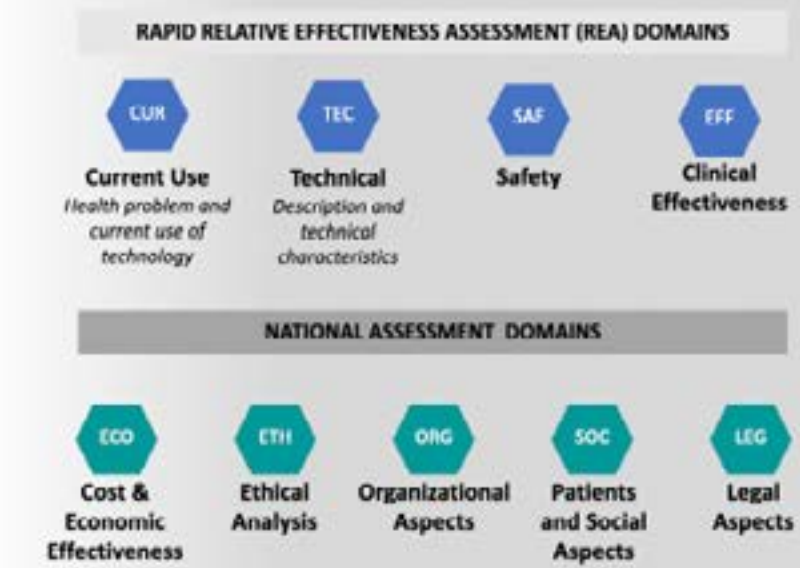 RAPID RELATIVE EFFECTIVENESS ASSESSMENT (REA) DOMAINS
CUR
TEC
SAF
EFF
Current Use
Health problem and
current use of
technology
Technical
Description and
technical
characteristics
Safety
Clinical
Effectiveness
NATIONAL ASSESSMENT DOMAINS
ECO
ETH
ORG
SOC
LEG
Cost &
Economic
Effectiveness
Ethical
Analysis
Organizational
Aspects
Patients
and Social
Aspects
Legal
Aspects